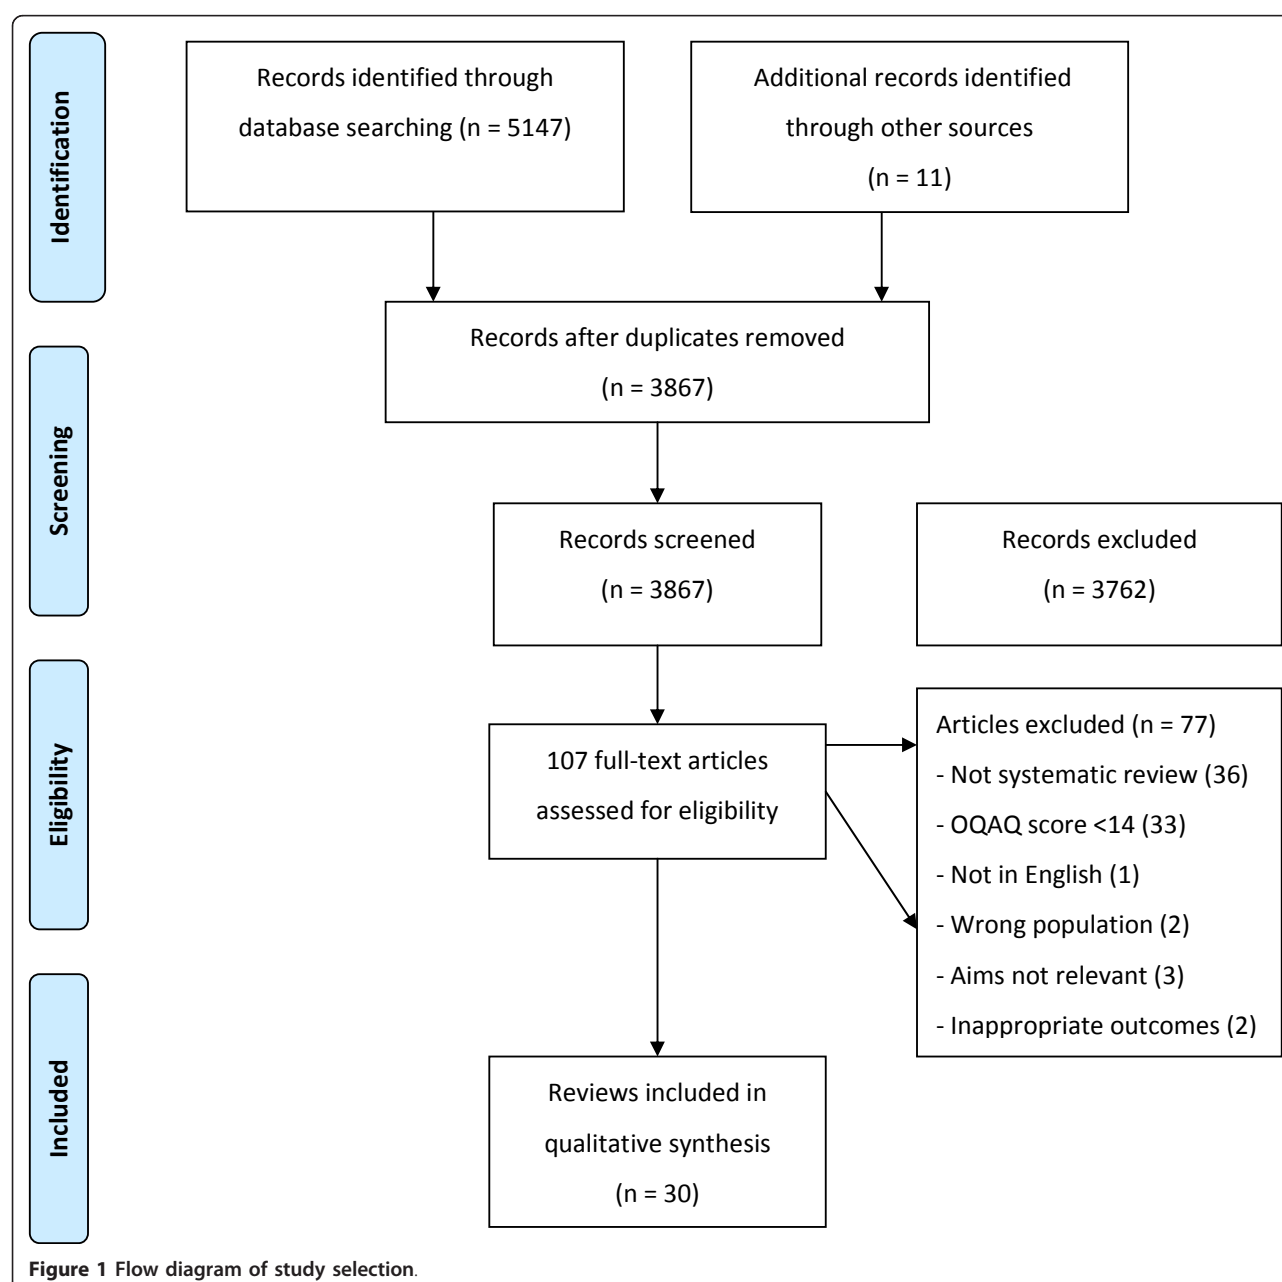 Identification
Records identified through
database searching (n = 5147)
Additional records identified
through other sources
(n = 11)
Records after duplicates removed
(n = 3867)
Screening
Records screened
(n = 3867)
Records excluded
(n = 3762)
Eligibility
107 full-text articles
assessed for eligibility
Articles excluded (n = 77)
- Not systematic review (36)
- OQAQ score <14 (33)
- Not in English (1)
- Wrong population (2)
- Aims not relevant (3)
- Inappropriate outcomes (2)
Included
Reviews included in
qualitative synthesis
(n = 30)
Figure 1 Flow diagram of study selection.